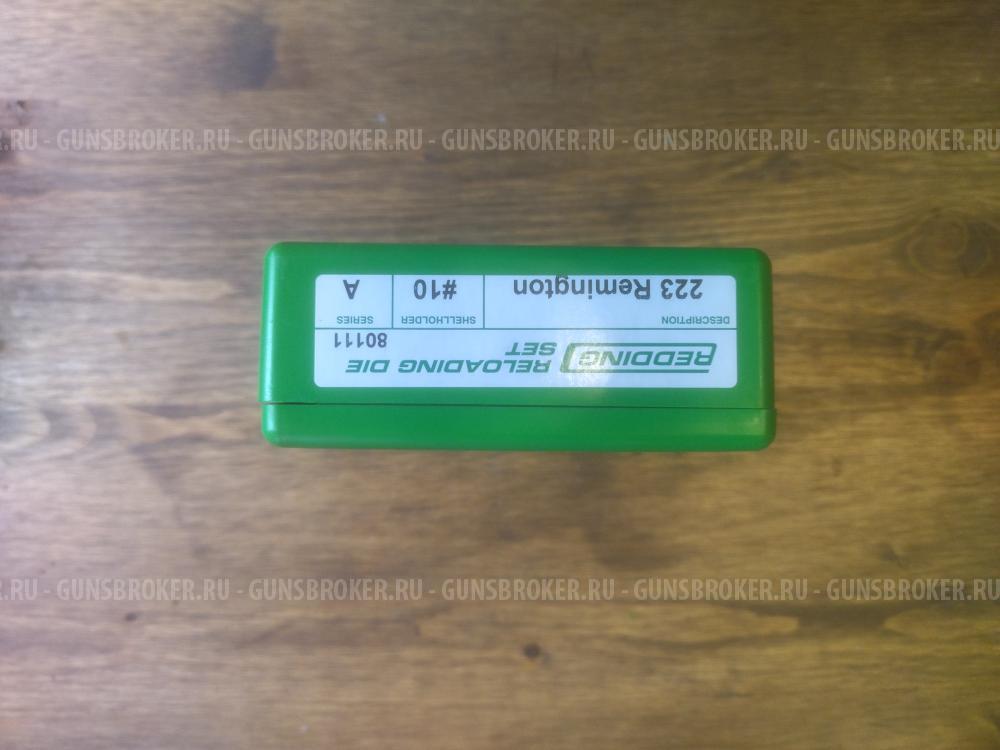 .RU - GUNSBROKER.RU - GUNSBROKER.RU - GUNSBROKER.RU - GUNSBROKER.RU - GUNSBROKER.RU
REDDING RELOADING DIE
SET
80111
DESCRIPTION SHELLHOLDER SERIES
223 Remington #10 A
.RU - GUNSBROKER.RU - GUNSBROKER.RU - GUNSBROKER.RU - GUNSBROKER.RU - GUNSBROKER.RU